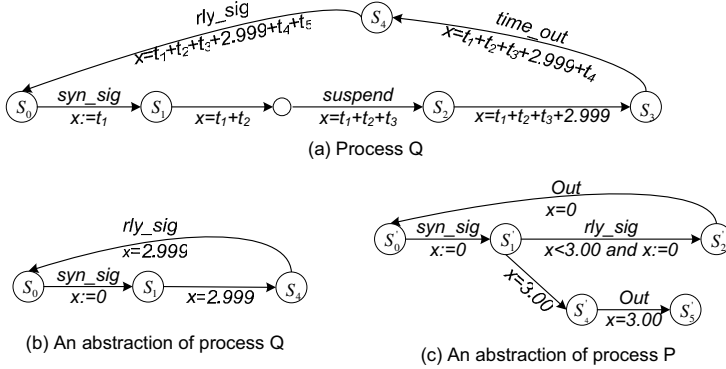 rly_sig
x=t1+t2+t3+2.999+t4+t5
S4
time_out
x=t1+t2+t3+2.999+t4
S0
syn_sig
x:=t1
S1
x=t1+t2
suspend
x=t1+t2+t3
S2
x=t1+t2+t3+2.999
S3
(a) Process Q
rly_sig
x=2.999
S0
syn_sig
x:=0
S1
x=2.999
S4
(b) An abstraction of process Q
Out
x=0
S'0
syn_sig
x:=0
S'1
rly_sig
x<3.00 and x:=0
S'2
x=3.00
S'4
Out
x=3.00
S'5
(c) An abstraction of process P